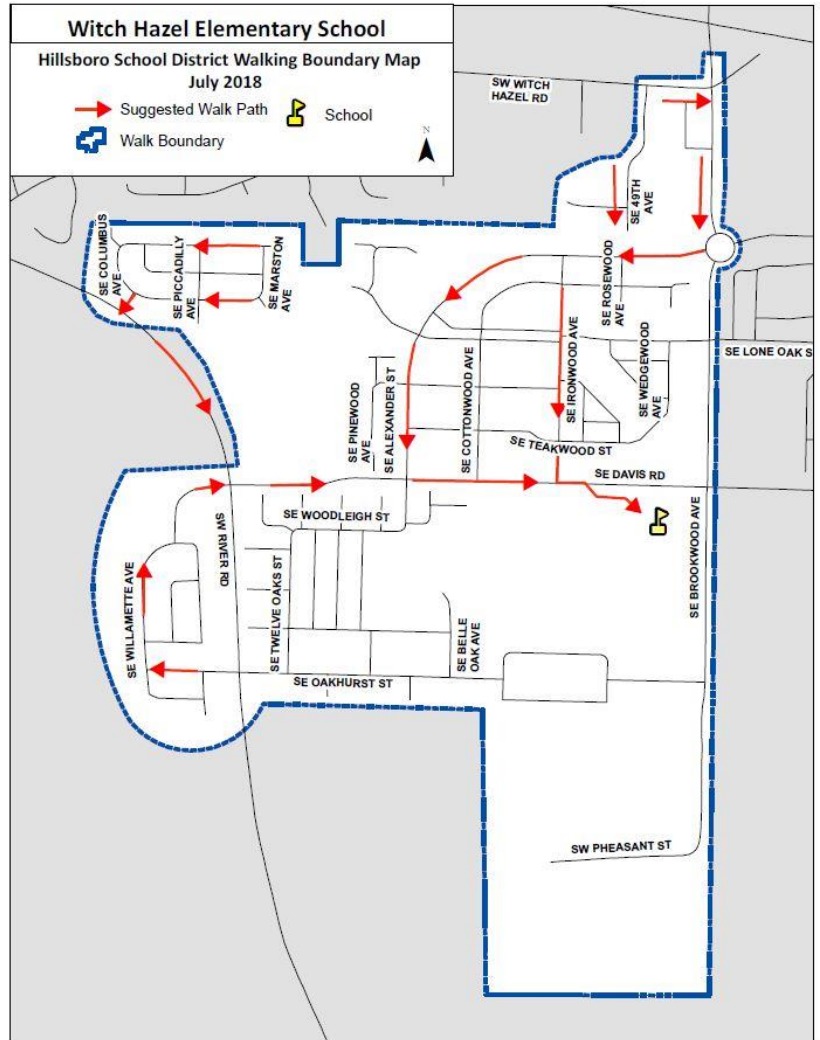 Witch Hazel Elementary School
Hillsboro School District Walking Boundary Map
July 2018
Suggested Walk Path
School
Walk Boundary
N
SW WITCH
HAZEL RD
SE 49TH
AVE
SE COLUMBUS
AVE
SE PICCADILLY
AVE
SE MARSTON
AVE
SE ROSEWOOD
AVE
SE LONE OAK S
SE IRONWOOD AVE
SE WEDGEWOOD
AVE
SE PINEWOOD
AVE
SE ALEXANDER ST
SE COTTONWOOD AVE
SE TEAKWOOD ST
SE DAVIS RD
SE WOODLEIGH ST
SW RIVER RD
SE BROOKWOOD AVE
SE WILLAMETTE AVE
SE TWELVE OAKS ST
SE BELLE
OAK AVE
SE OAKHURST ST
SW PHEASANT ST